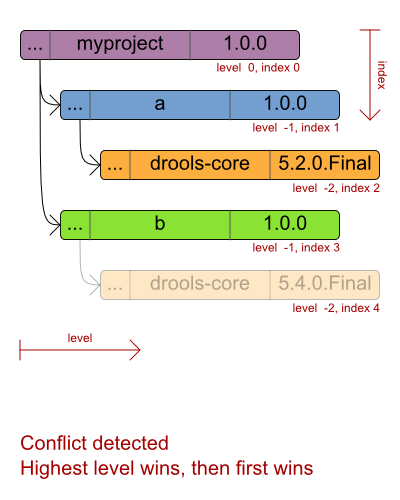 ... myproject 1.0.0
level 0, index 0
index
... a 1.0.0
level -1, index 1
... drools-core 5.2.0.Final
level -2, index 2
... b 1.0.0
level -1, index 3
... drools-core 5.4.0.Final
level -2, index 4
level
Conflict detected
Highest level wins, then first wins